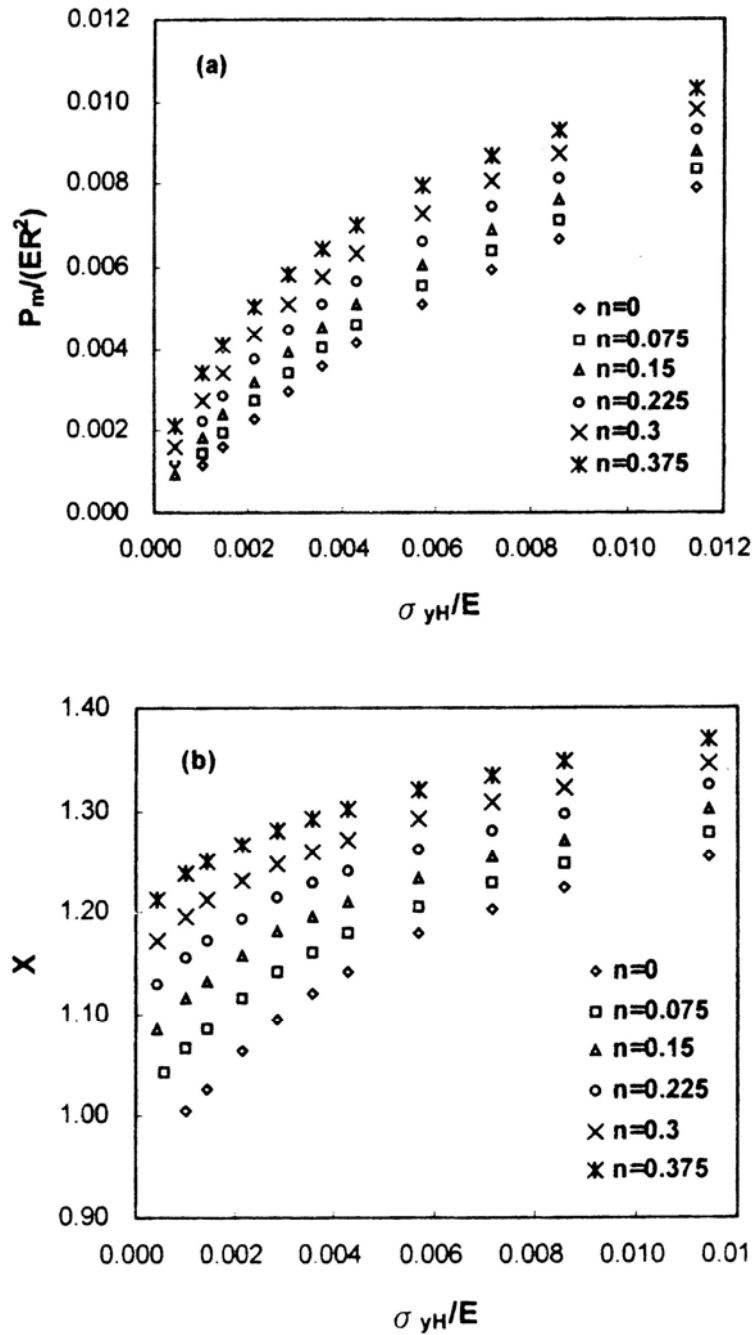 0.012
(a)
0.010
0.008
0.006
0.004
0.002
0.000
Pm/(ER²)
n=0
n=0.075
n=0.15
n=0.225
n=0.3
n=0.375
0.000 0.002 0.004 0.006 0.008 0.010 0.012
σ yH/E
1.40
(b)
1.30
1.20
1.10
1.00
0.90
X
n=0
n=0.075
n=0.15
n=0.225
n=0.3
n=0.375
0.000 0.002 0.004 0.006 0.008 0.010 0.01
σ yH/E